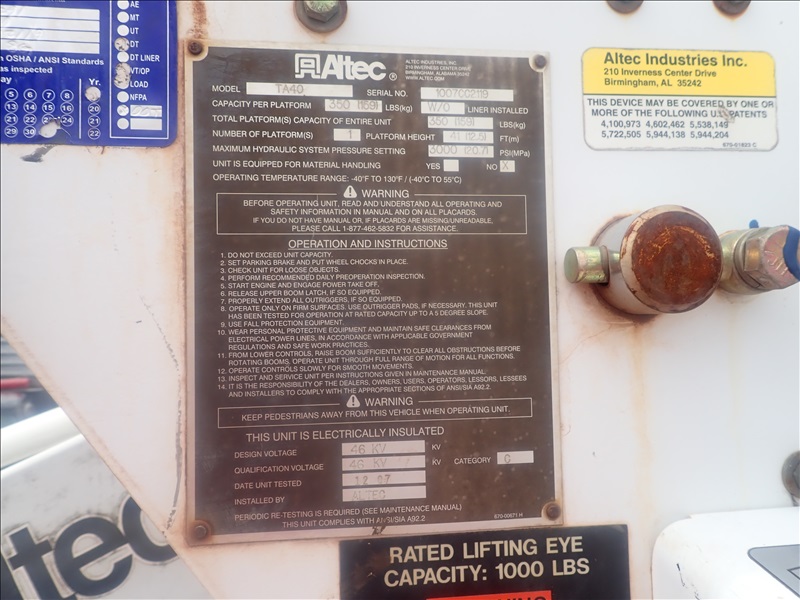 AE
MT
UT
DT
DT LINER
VT/OP
LOAD
NFPA
n OSHA / ANSI Standards
as inspected
ay
Yr.
5 6 7 8 20
13 14 15 16 21
21 22 23 24
29 30 22
Altec®
ALTEC INDUSTRIES, INC.
210 INVERNESS CENTER DRIVE
BIRMINGHAM, ALABAMA 35242
WWW.ALTEC.COM
MODEL TA40 SERIAL NO.
CAPACITY PER PLATFORM 350 (159) LBS(kg) W/O LINER INSTALLED
TOTAL PLATFORM(S) CAPACITY OF ENTIRE UNIT 350 (159) LBS(kg)
NUMBER OF PLATFORM(S) 1 PLATFORM HEIGHT 41 (12.5) FT(m)
MAXIMUM HYDRAULIC SYSTEM PRESSURE SETTING 3000 (20.7) PSI(MPa)
UNIT IS EQUIPPED FOR MATERIAL HANDLING YES NO X
OPERATING TEMPERATURE RANGE: -40°F TO 130°F / (-40°C TO 55°C)
WARNING
BEFORE OPERATING UNIT, READ AND UNDERSTAND ALL OPERATING AND
SAFETY INFORMATION IN MANUAL AND ON ALL PLACARDS.
IF YOU DO NOT HAVE MANUAL OR, IF PLACARDS ARE MISSING/UNREADABLE,
PLEASE CALL 1-877-462-5832 FOR ASSISTANCE.
OPERATION AND INSTRUCTIONS
1. DO NOT EXCEED UNIT CAPACITY.
2. SET PARKING BRAKE AND PUT WHEEL CHOCKS IN PLACE.
3. CHECK UNIT FOR LOOSE OBJECTS.
4. PERFORM RECOMMENDED DAILY PREOPERATION INSPECTION.
5. START ENGINE AND ENGAGE POWER TAKE OFF.
6. RELEASE UPPER BOOM LATCH, IF SO EQUIPPED.
7. PROPERLY EXTEND ALL OUTRIGGERS, IF SO EQUIPPED.
8. OPERATE ONLY ON FIRM SURFACES. USE OUTRIGGER PADS, IF NECESSARY. THIS UNIT
HAS BEEN TESTED FOR OPERATION AT RATED CAPACITY UP TO A 5 DEGREE SLOPE.
9. USE FALL PROTECTION EQUIPMENT.
10. WEAR PERSONAL PROTECTIVE EQUIPMENT AND MAINTAIN SAFE CLEARANCES FROM
ELECTRICAL POWER LINES, IN ACCORDANCE WITH APPLICABLE GOVERNMENT
REGULATIONS AND SAFE WORK PRACTICES.
11. FROM LOWER CONTROLS, RAISE BOOM SUFFICIENTLY TO CLEAR ALL OBSTRUCTIONS BEFORE
ROTATING BOOMS. OPERATE UNIT THROUGH FULL RANGE OF MOTION FOR ALL FUNCTIONS.
12. OPERATE CONTROLS SLOWLY FOR SMOOTH MOVEMENTS.
13. INSPECT AND SERVICE UNIT PER INSTRUCTIONS GIVEN IN MAINTENANCE MANUAL.
14. IT IS THE RESPONSIBILITY OF THE DEALERS, OWNERS, USERS, OPERATORS, LESSORS, LESSEES
AND INSTALLERS TO COMPLY WITH THE APPROPRIATE SECTIONS OF ANSI/SIA A92.2.
WARNING
KEEP PEDESTRIANS AWAY FROM THIS VEHICLE WHEN OPERATING UNIT.
THIS UNIT IS ELECTRICALLY INSULATED
DESIGN VOLTAGE 46 KV KV
QUALIFICATION VOLTAGE 46 KV KV CATEGORY C
DATE UNIT TESTED 12 07
INSTALLED BY ALTEC
PERIODIC RE-TESTING IS REQUIRED (SEE MAINTENANCE MANUAL)
THIS UNIT COMPLIES WITH ANSI/SIA A92.2
670-00871 H
Altec Industries Inc.
210 Inverness Center Drive
Birmingham, AL 35242
THIS DEVICE MAY BE COVERED BY ONE OR
MORE OF THE FOLLOWING U.S. PATENTS
4,100,973 4,602,462 5,538,149
5,722,505 5,944,138 5,944,204
670-01833 C
tec
RATED LIFTING EYE
CAPACITY: 1000 LBS